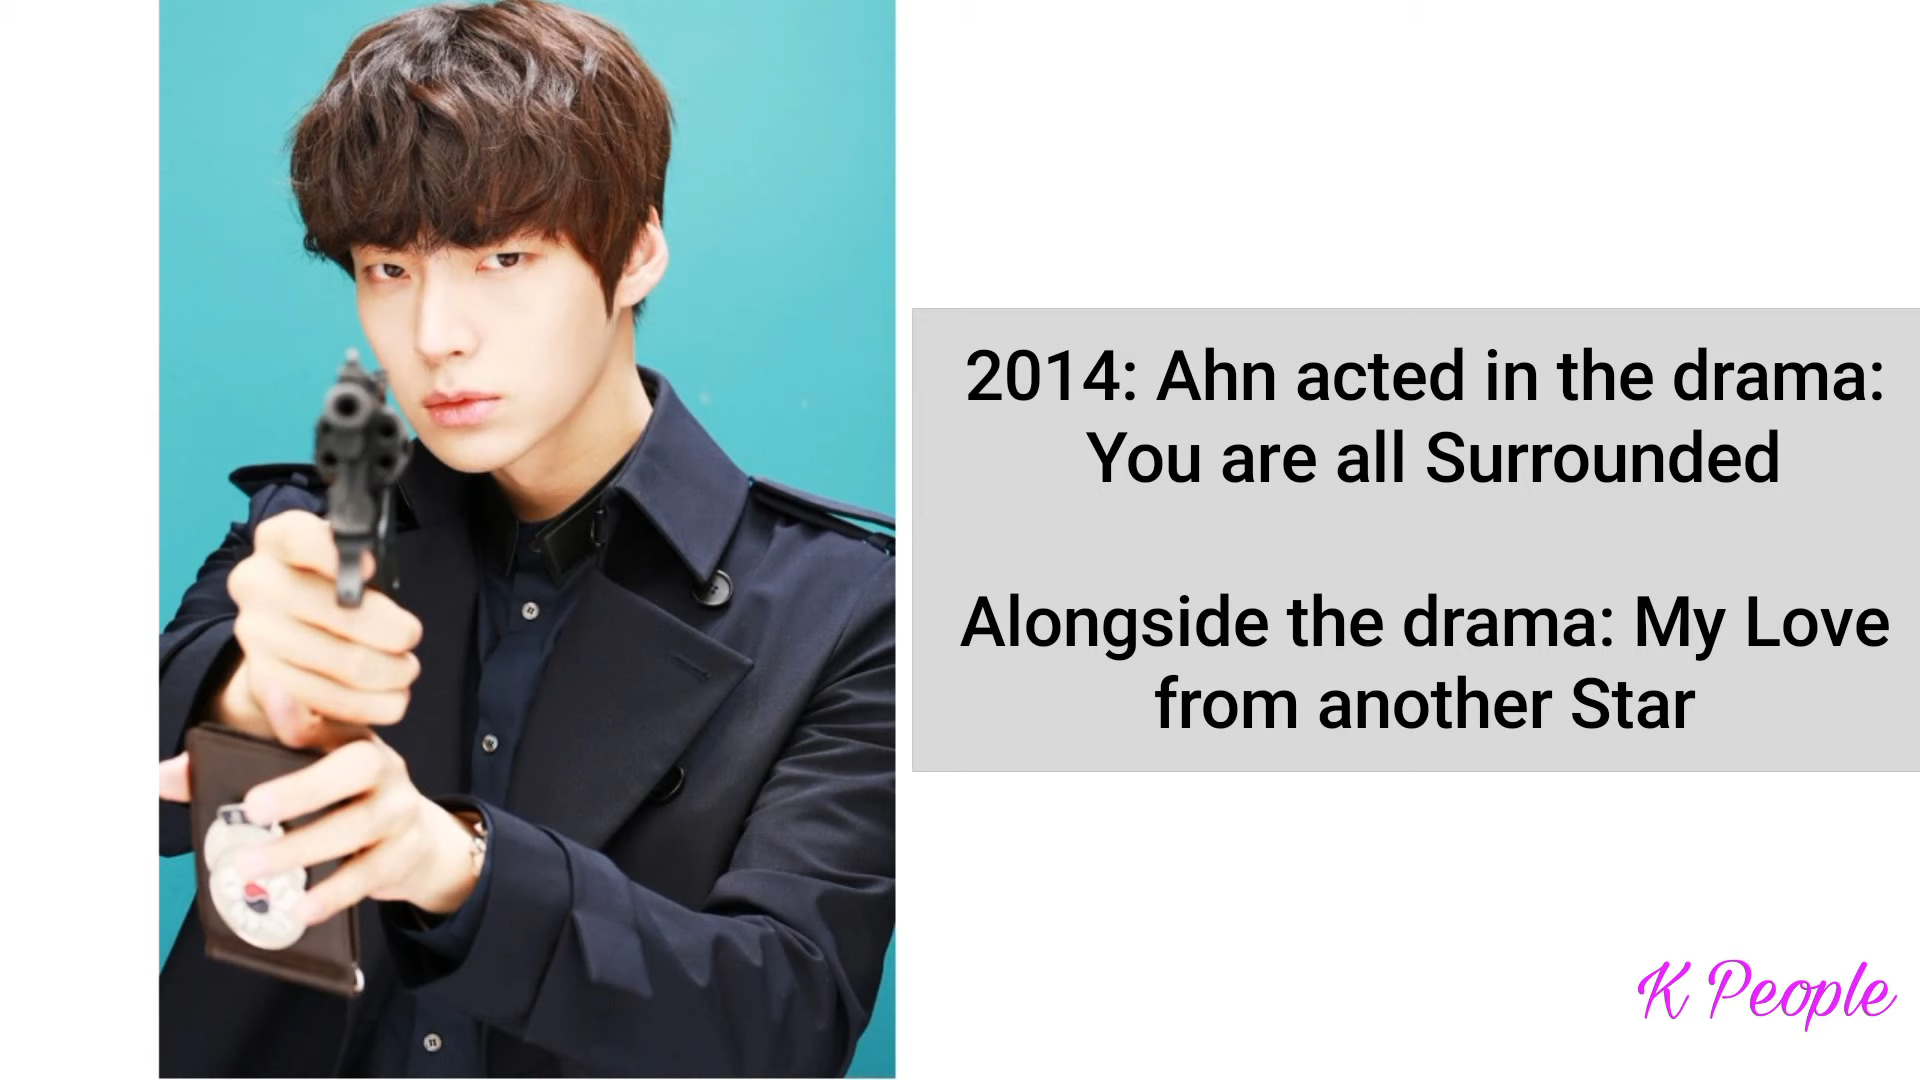 2014: Ahn acted in the drama:
You are all Surrounded
Alongside the drama: My Love
from another Star
K People